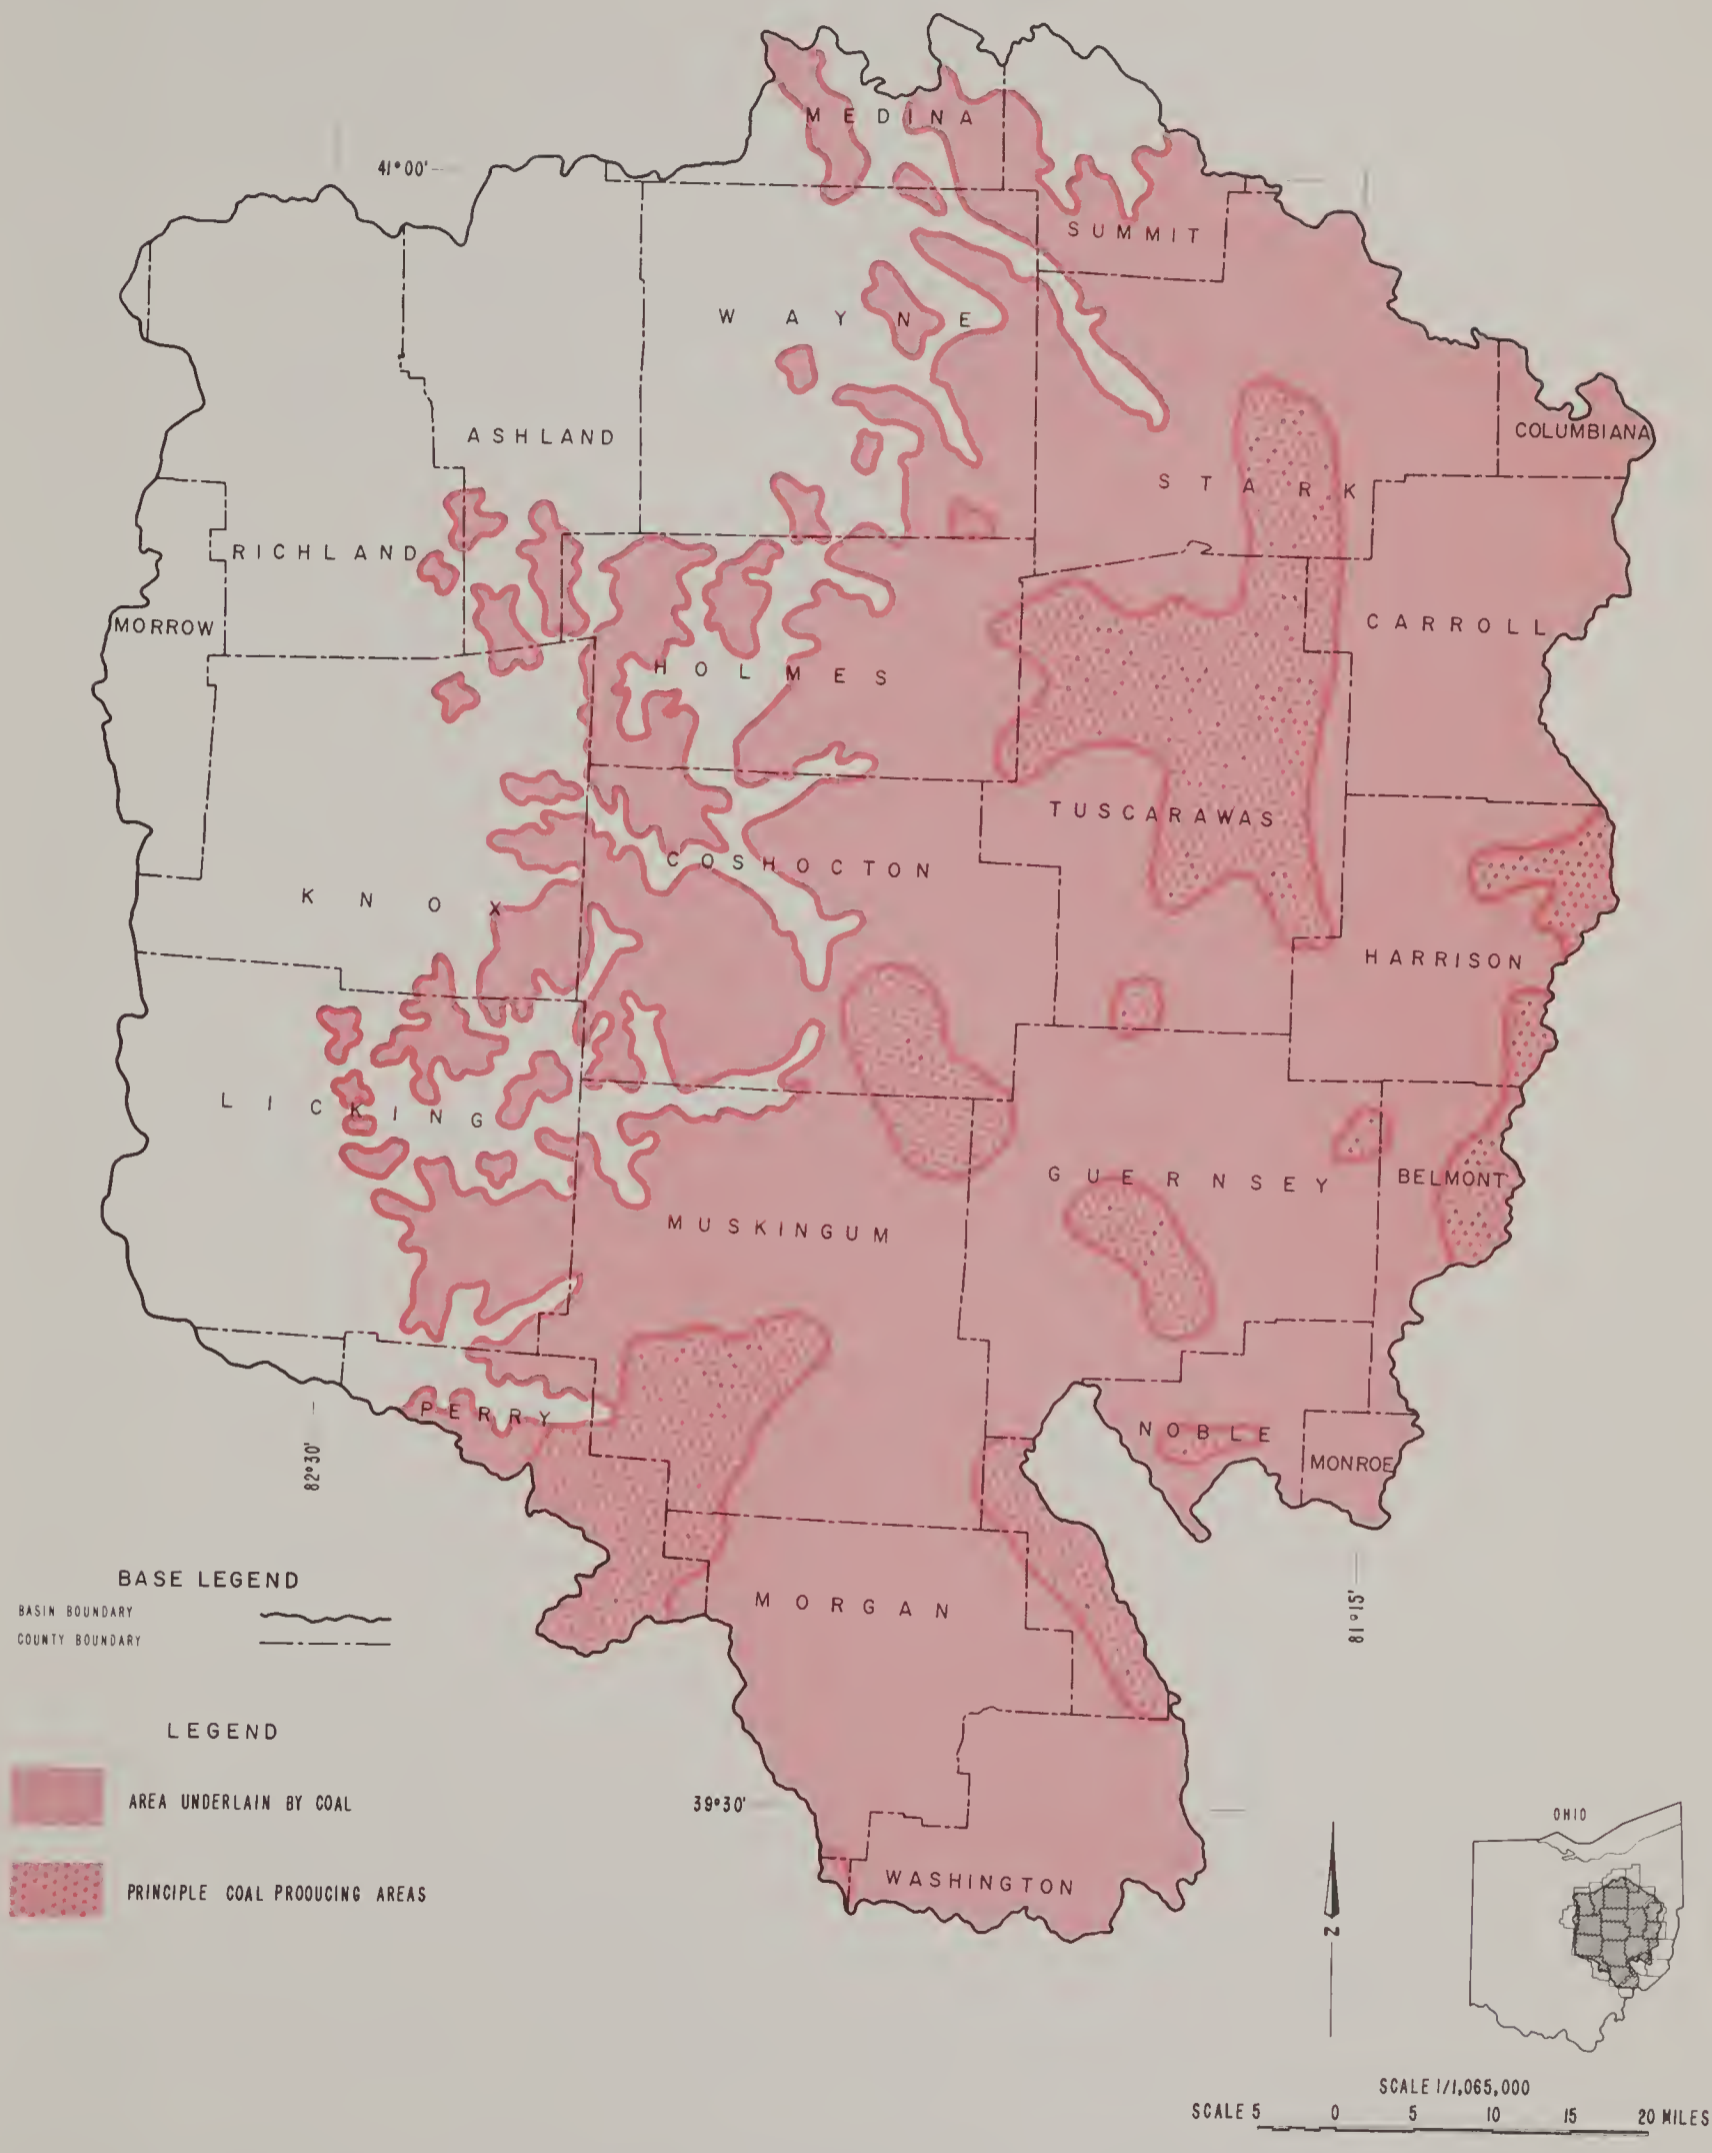 MEDINA
41°00'
SUMMIT
WAYNE
ASHLAND
COLUMBIANA
STARK
RICHLAND
MORROW
CARROLL
HOLMES
TUSCARAWAS
COSHOCTON
KNOX
HARRISON
LICKING
GUERNSEY
BELMONT
MUSKINGUM
PERRY
NOBLE
MONROE
82°30'
81°15'
MORGAN
BASE LEGEND
BASIN BOUNDARY
COUNTY BOUNDARY
LEGEND
AREA UNDERLAIN BY COAL
PRINCIPLE COAL PRODUCING AREAS
39°30'
WASHINGTON
OHIO
N
SCALE 1/1,065,000
SCALE 5 0 5 10 15 20 MILES